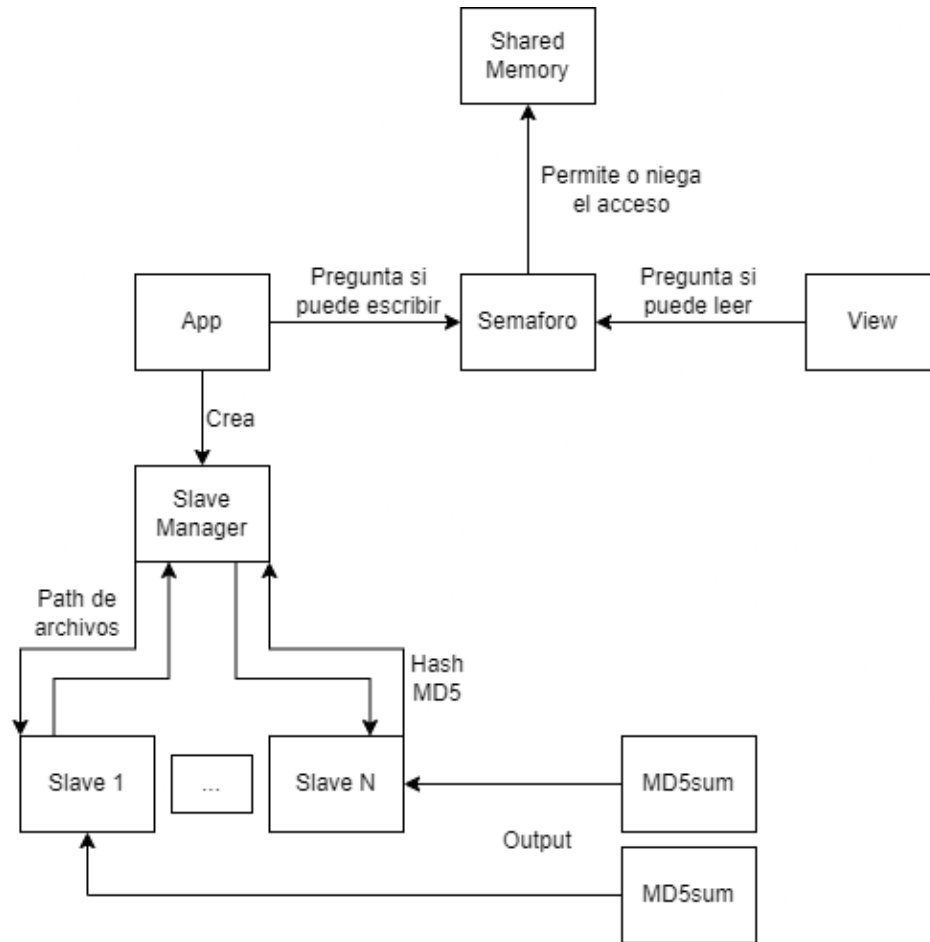 Shared
Memory
Permite o niega
el acceso
Pregunta si
puede escribir
Pregunta si
puede leer
App
Semaforo
View
Crea
Slave
Manager
Path de
archivos
Hash
MD5
Slave 1
...
Slave N
MD5sum
Output
MD5sum